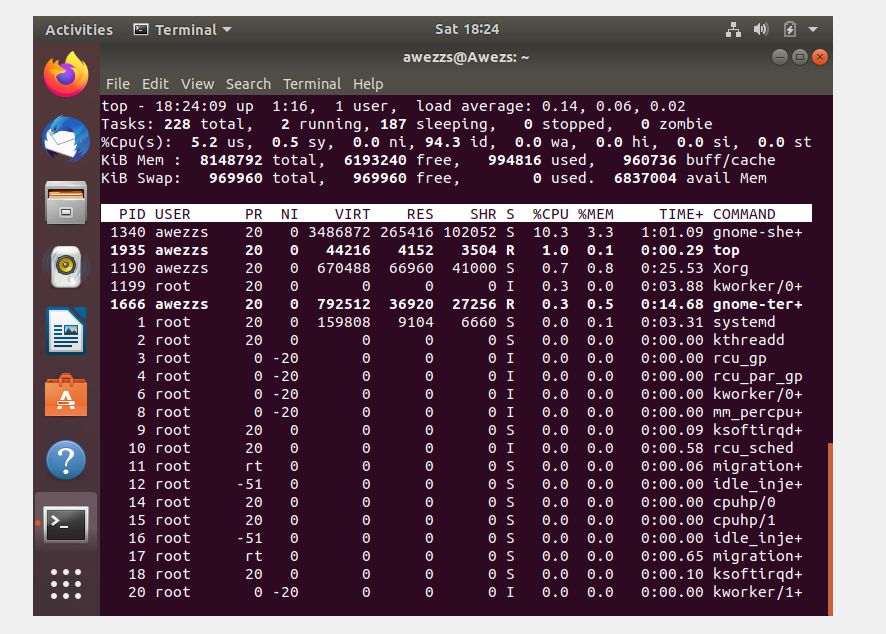 Activities Terminal Sat 18:24
awezzs@Awezs: ~
File Edit View Search Terminal Help
top - 18:24:09 up  1:16,  1 user,  load average: 0.14, 0.06, 0.02
Tasks: 228 total,   2 running, 187 sleeping,   0 stopped,   0 zombie
%Cpu(s):  5.2 us,  0.5 sy,  0.0 ni, 94.3 id,  0.0 wa,  0.0 hi,  0.0 si,  0.0 st
KiB Mem :  8148792 total,  6193240 free,   994816 used,   960736 buff/cache
KiB Swap:   969960 total,   969960 free,        0 used.  6837004 avail Mem
  PID USER      PR  NI    VIRT    RES    SHR S  %CPU %MEM     TIME+ COMMAND
 1340 awezzs    20   0 3486872 265416 102052 S  10.3  3.3   1:01.09 gnome-she+
 1935 awezzs    20   0   44216   4152   3504 R   1.0  0.1   0:00.29 top
 1190 awezzs    20   0  670488  66960  41000 S   0.7  0.8   0:25.53 Xorg
 1199 root      20   0       0      0      0 I   0.3  0.0   0:03.88 kworker/0+
 1666 awezzs    20   0  792512  36920  27256 R   0.3  0.5   0:14.68 gnome-ter+
    1 root      20   0  159808   9104   6660 S   0.0  0.1   0:03.31 systemd
    2 root      20   0       0      0      0 S   0.0  0.0   0:00.00 kthreadd
    3 root       0 -20       0      0      0 I   0.0  0.0   0:00.00 rcu_gp
    4 root       0 -20       0      0      0 I   0.0  0.0   0:00.00 rcu_par_gp
    6 root       0 -20       0      0      0 I   0.0  0.0   0:00.00 kworker/0+
    8 root       0 -20       0      0      0 I   0.0  0.0   0:00.00 mm_percpu+
    9 root      20   0       0      0      0 S   0.0  0.0   0:00.09 ksoftirqd+
   10 root      20   0       0      0      0 I   0.0  0.0   0:00.58 rcu_sched
   11 root      rt   0       0      0      0 S   0.0  0.0   0:00.06 migration+
   12 root     -51   0       0      0      0 S   0.0  0.0   0:00.00 idle_inje+
   14 root      20   0       0      0      0 S   0.0  0.0   0:00.00 cpuhp/0
   15 root      20   0       0      0      0 S   0.0  0.0   0:00.00 cpuhp/1
   16 root     -51   0       0      0      0 S   0.0  0.0   0:00.00 idle_inje+
   17 root      rt   0       0      0      0 S   0.0  0.0   0:00.65 migration+
   18 root      20   0       0      0      0 S   0.0  0.0   0:00.10 ksoftirqd+
   20 root       0 -20       0      0      0 I   0.0  0.0   0:00.00 kworker/1+